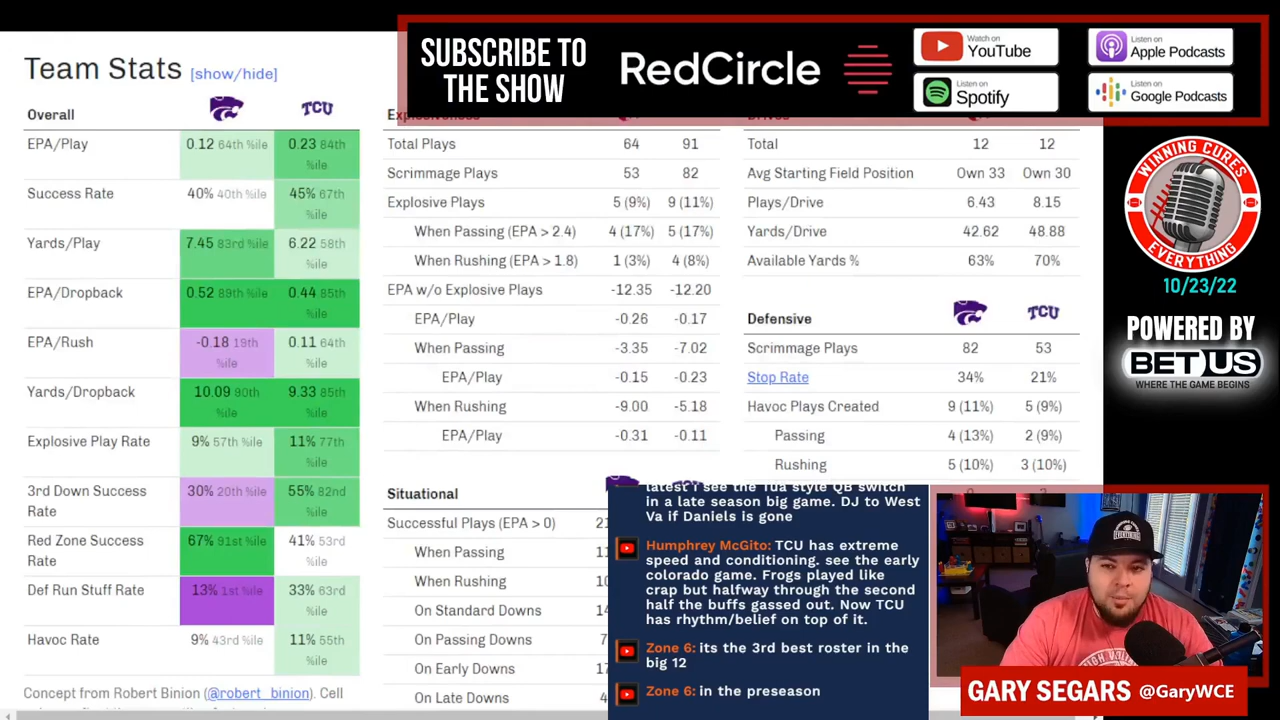 SUBSCRIBE TO
THE SHOW
RedCircle
Watch on
YouTube
Listen on
Spotify
Listen on
Apple Podcasts
Listen on
Google Podcasts
Team Stats [show/hide]
Overall TCU
EPA/Play 0.12 64th %ile 0.23 84th %ile
Success Rate 40% 40th %ile 45% 67th %ile
Yards/Play 7.45 83rd %ile 6.22 58th %ile
EPA/Dropback 0.52 89th %ile 0.44 85th %ile
EPA/Rush -0.18 19th %ile 0.11 64th %ile
Yards/Dropback 10.09 90th %ile 9.33 85th %ile
Explosive Play Rate 9% 57th %ile 11% 77th %ile
3rd Down Success Rate 30% 20th %ile 55% 82nd %ile
Red Zone Success Rate 67% 91st %ile 41% 53rd %ile
Def Run Stuff Rate 13% 1st %ile 33% 63rd %ile
Havoc Rate 9% 43rd %ile 11% 55th %ile
Concept from Robert Binion (@robert_binion). Cell
Explosiveness
Total Plays 64 91
Scrimmage Plays 53 82
Explosive Plays 5 (9%) 9 (11%)
When Passing (EPA > 2.4) 4 (17%) 5 (17%)
When Rushing (EPA > 1.8) 1 (3%) 4 (8%)
EPA w/o Explosive Plays -12.35 -12.20
EPA/Play -0.26 -0.17
When Passing -3.35 -7.02
EPA/Play -0.15 -0.23
When Rushing -9.00 -5.18
EPA/Play -0.31 -0.11
Situational
Successful Plays (EPA > 0)
When Passing
When Rushing
On Standard Downs
On Passing Downs
On Early Downs
On Late Downs
Drives
Total 12 12
Avg Starting Field Position Own 33 Own 30
Plays/Drive 6.43 8.15
Yards/Drive 42.62 48.88
Available Yards % 63% 70%
Defensive TCU
Scrimmage Plays 82 53
Stop Rate 34% 21%
Havoc Plays Created 9 (11%) 5 (9%)
Passing 4 (13%) 2 (9%)
Rushing 5 (10%) 3 (10%)
latest i see the Tua style QB switch
in a late season big game. DJ to West
Va if Daniels is gone
Humphrey McGito: TCU has extreme
speed and conditioning. see the early
colorado game. Frogs played like
crap but halfway through the second
half the buffs gassed out. Now TCU
has rhythm/belief on top of it.
Zone 6: its the 3rd best roster in the
big 12
Zone 6: in the preseason
WINNING CURES
EVERYTHING
10/23/22
POWERED BY
BETUS
WHERE THE GAME BEGINS
GARY SEGARS @GaryWCE